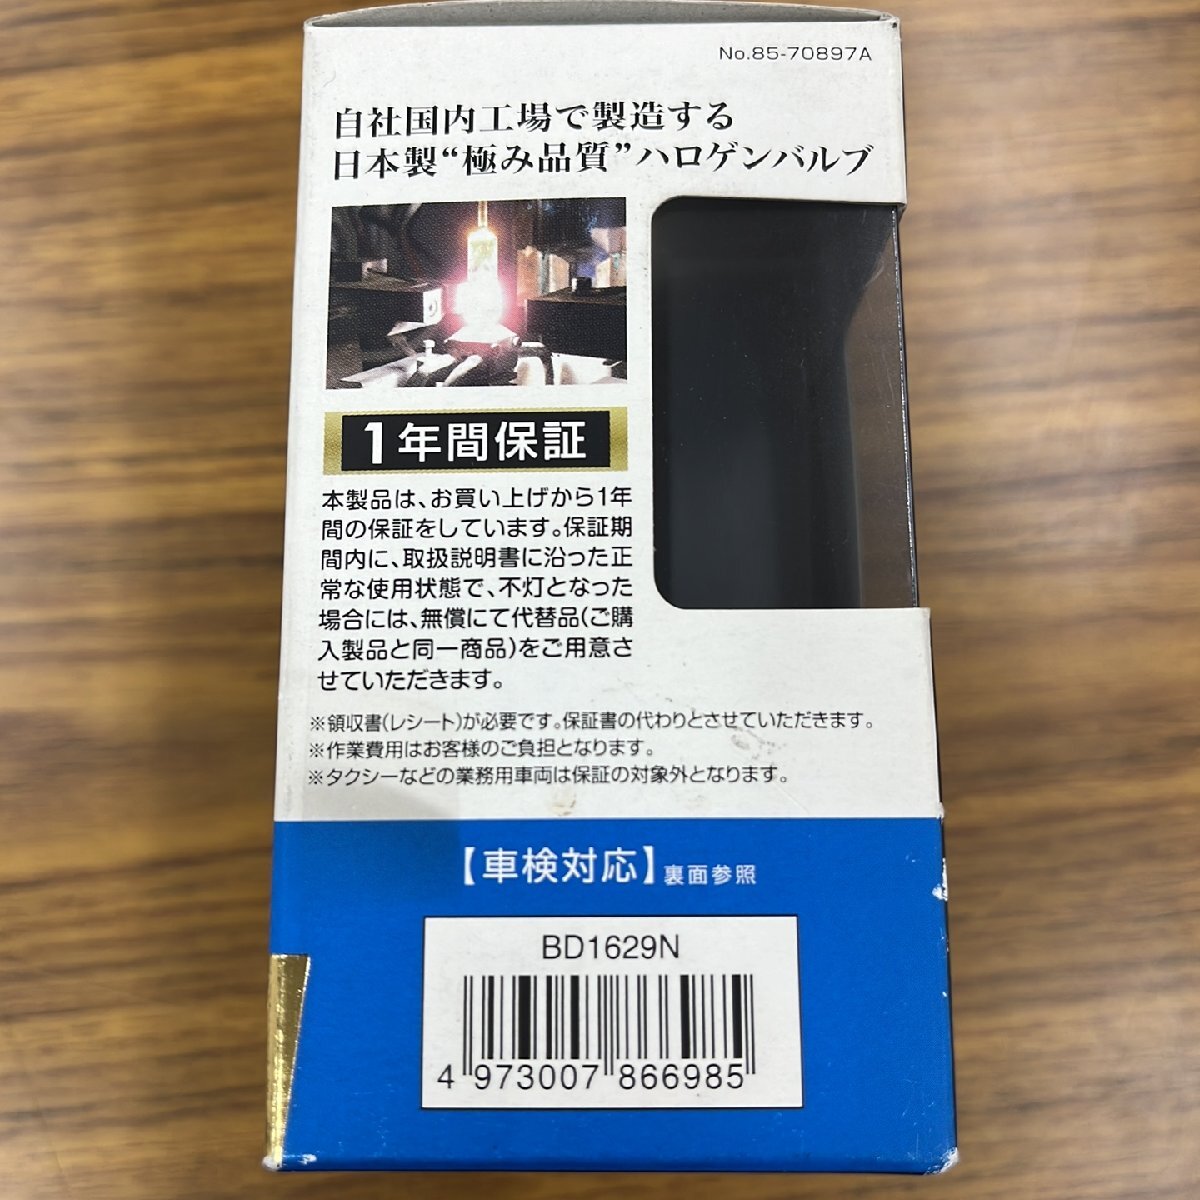 No.85-70897A
自社国内工場で製造する
日本製“極み品質”ハロゲンバルブ
1年間保証
本製品は、お買い上げから1年
間の保証をしています。保証期
間内に、取扱説明書に沿った正
常な使用状態で、不灯となった
場合には、無償にて代替品(ご購
入製品と同一商品)をご用意さ
せていただきます。
※領収書(レシート)が必要です。保証書の代わりとさせていただきます。
※作業費用はお客様のご負担となります。
※タクシーなどの業務用車両は保証の対象外となります。
【車検対応】裏面参照
BD1629N
4 973007 866985